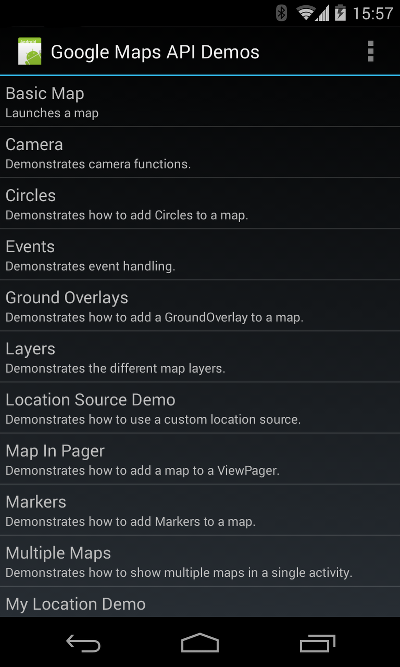 15:57
Google Maps API Demos
Basic Map
Launches a map
Camera
Demonstrates camera functions.
Circles
Demonstrates how to add Circles to a map.
Events
Demonstrates event handling.
Ground Overlays
Demonstrates how to add a GroundOverlay to a map.
Layers
Demonstrates the different map layers.
Location Source Demo
Demonstrates how to use a custom location source.
Map In Pager
Demonstrates how to add a map to a ViewPager.
Markers
Demonstrates how to add Markers to a map.
Multiple Maps
Demonstrates how to show multiple maps in a single activity.
My Location Demo